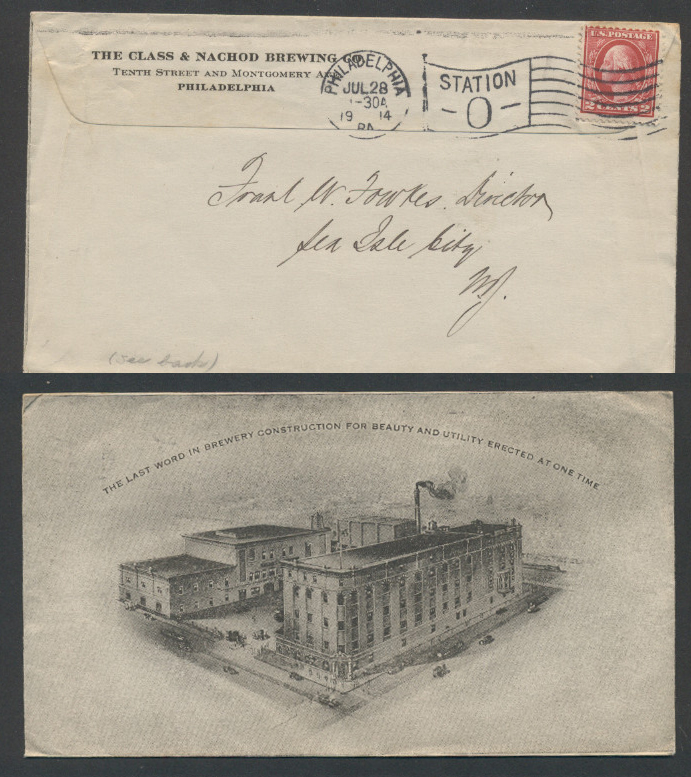 THE CLASS & NACHOD BREWING CO
TENTH STREET AND MONTGOMERY A
PHILADELPHIA
PHILADELPHIA
JUL 28
1-30A
19 14
PA.
STATION
- O -
U.S. POSTAGE
2 CENTS 2
Frank W. Fowkes. Director
Sea Isle City
N.J.
(see back)
THE LAST WORD IN BREWERY CONSTRUCTION FOR BEAUTY AND UTILITY ERECTED AT ONE TIME